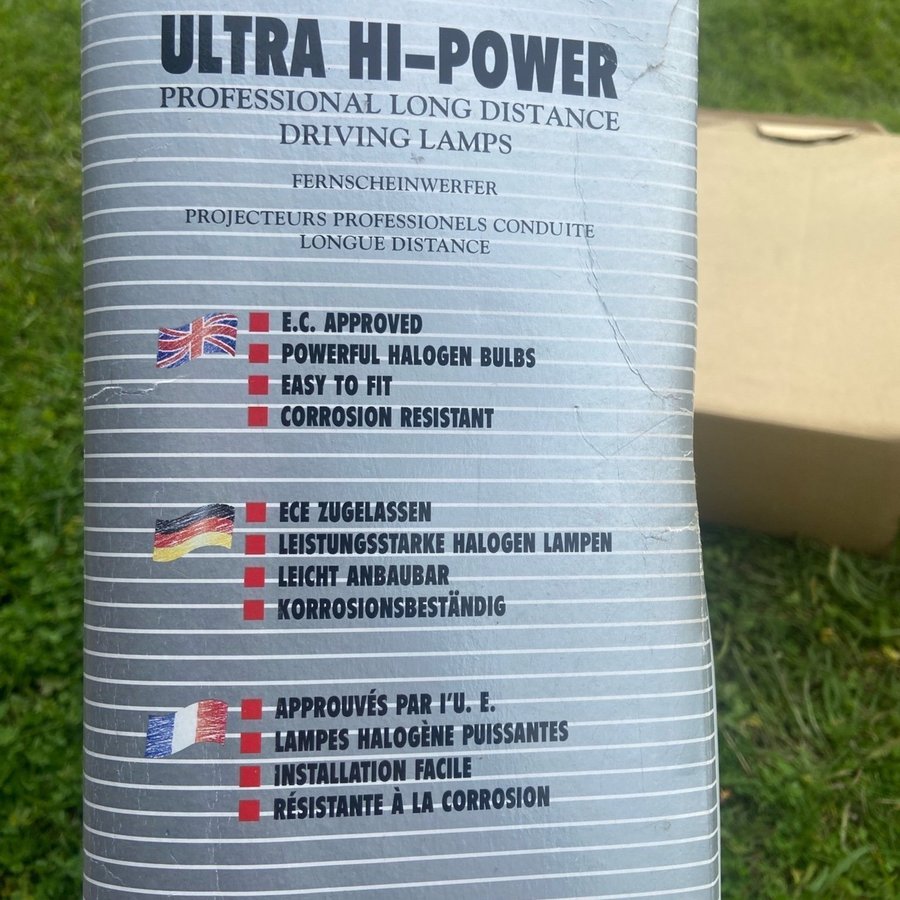 ULTRA HI-POWER
PROFESSIONAL LONG DISTANCE
DRIVING LAMPS
FERNSCHEINWERFER
PROJECTEURS PROFESSIONELS CONDUITE
LONGUE DISTANCE
E.C. APPROVED
POWERFUL HALOGEN BULBS
EASY TO FIT
CORROSION RESISTANT
ECE ZUGELASSEN
LEISTUNGSSTARKE HALOGEN LAMPEN
LEICHT ANBAUBAR
KORROSIONSBESTÄNDIG
APPROUVÉS PAR l'U. E.
LAMPES HALOGÈNE PUISSANTES
INSTALLATION FACILE
RÉSISTANTE À LA CORROSION